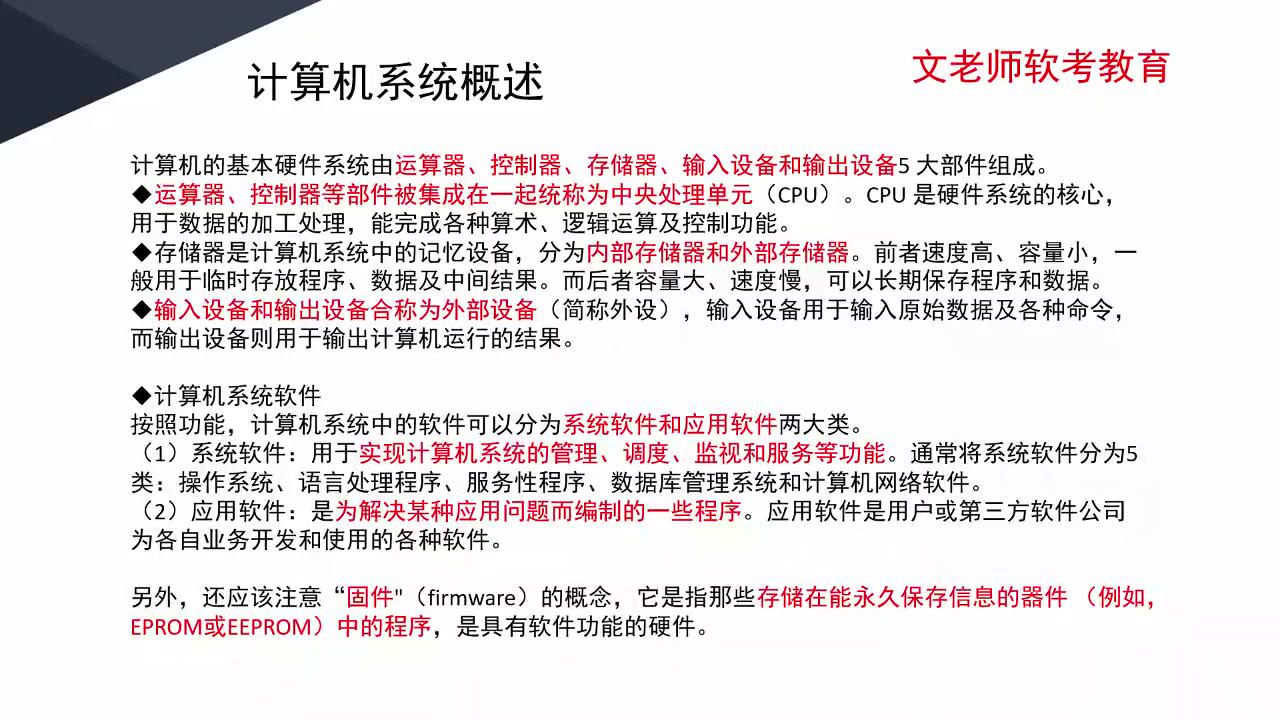 计算机系统概述
文老师软考教育
计算机的基本硬件系统由运算器、控制器、存储器、输入设备和输出设备5 大部件组成。
◆运算器、控制器等部件被集成在一起统称为中央处理单元（CPU）。CPU 是硬件系统的核心，
用于数据的加工处理，能完成各种算术、逻辑运算及控制功能。
◆存储器是计算机系统中的记忆设备，分为内部存储器和外部存储器。前者速度高、容量小，一
般用于临时存放程序、数据及中间结果。而后者容量大、速度慢，可以长期保存程序和数据。
◆输入设备和输出设备合称为外部设备（简称外设），输入设备用于输入原始数据及各种命令，
而输出设备则用于输出计算机运行的结果。
◆计算机系统软件
按照功能，计算机系统中的软件可以分为系统软件和应用软件两大类。
（1）系统软件：用于实现计算机系统的管理、调度、监视和服务等功能。通常将系统软件分为5
类：操作系统、语言处理程序、服务性程序、数据库管理系统和计算机网络软件。
（2）应用软件：是为解决某种应用问题而编制的一些程序。应用软件是用户或第三方软件公司
为各自业务开发和使用的各种软件。
另外，还应该注意“固件"（firmware）的概念，它是指那些存储在能永久保存信息的器件 （例如，
EPROM或EEPROM）中的程序，是具有软件功能的硬件。